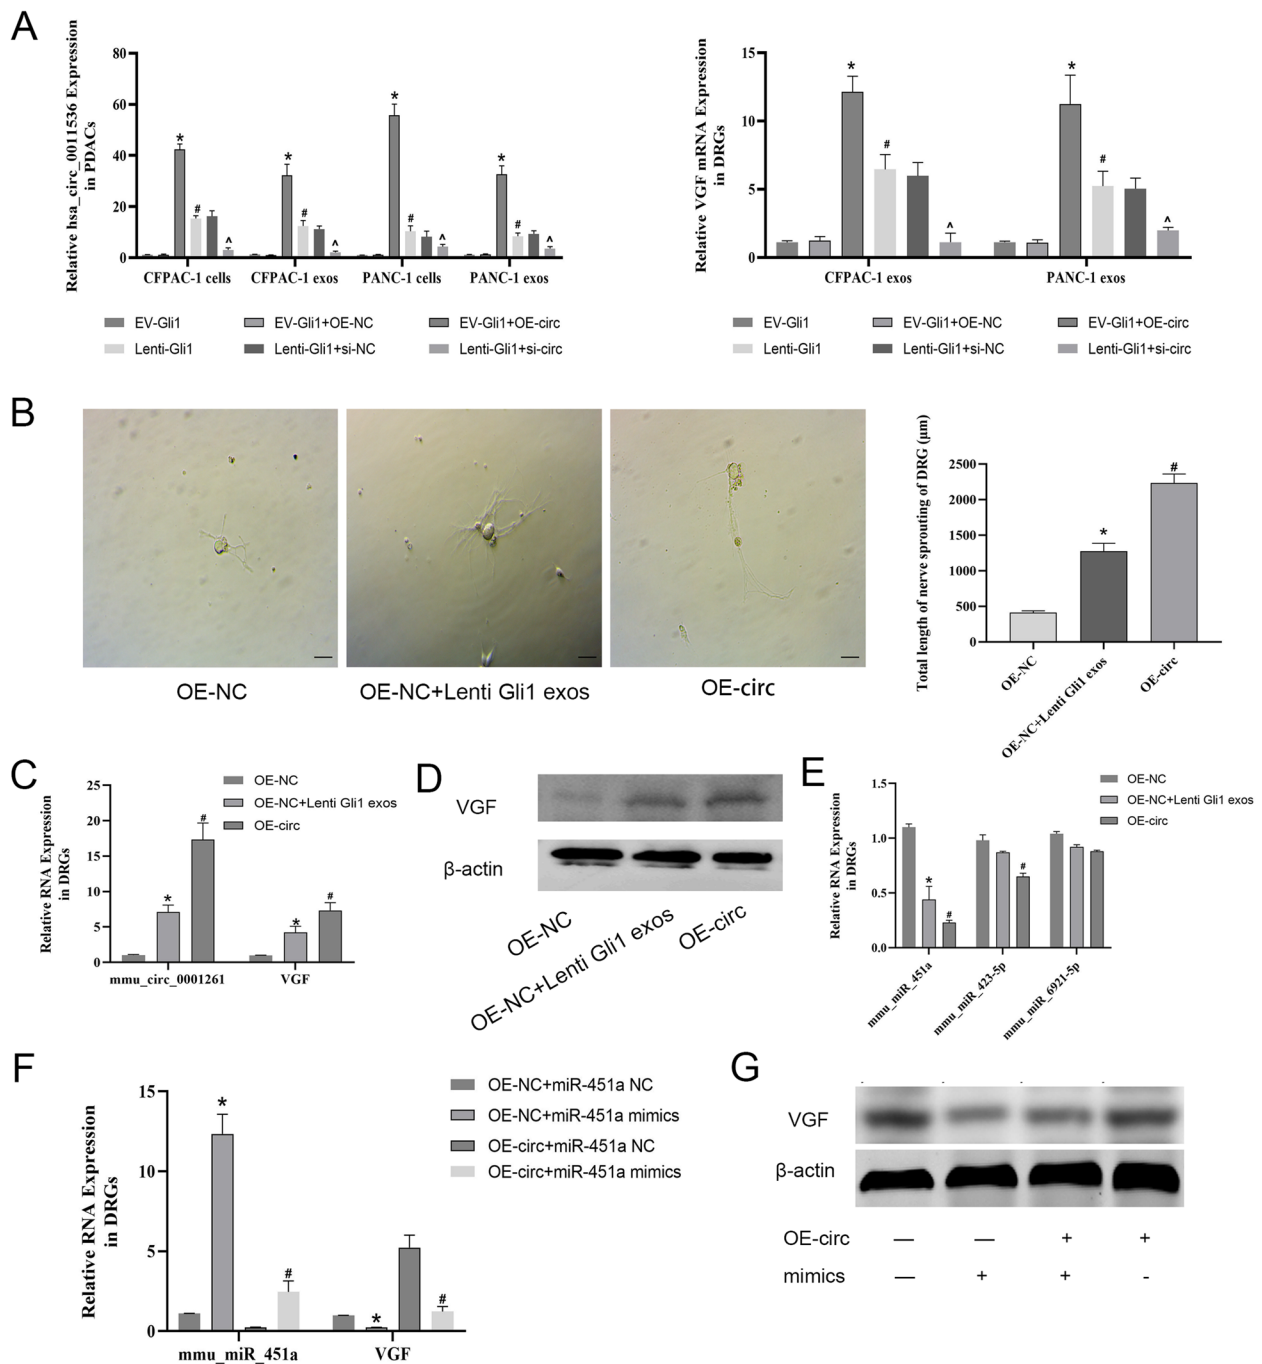 A
Relative hsa_circ_0011536 Expression
in PDACs
80
60
40
20
0
*
#
^
*
#
^
*
#
^
*
#
^
CFPAC-1 cells
CFPAC-1 exos
PANC-1 cells
PANC-1 exos
EV-Gli1
EV-Gli1+OE-NC
EV-Gli1+OE-circ
Lenti-Gli1
Lenti-Gli1+si-NC
Lenti-Gli1+si-circ
Relative VGF mRNA Expression
in DRGs
15
10
5
0
*
#
^
*
#
^
CFPAC-1 exos
PANC-1 exos
EV-Gli1
EV-Gli1+OE-NC
EV-Gli1+OE-circ
Lenti-Gli1
Lenti-Gli1+si-NC
Lenti-Gli1+si-circ
B
OE-NC
OE-NC+Lenti Gli1 exos
OE-circ
Total length of nerve sprouting of DRG (μm)
2500
2000
1500
1000
500
0
*
#
OE-NC
OE-NC+Lenti Gli1 exos
OE-circ
C
Relative RNA Expression
in DRGs
25
20
15
10
5
0
*
#
*
#
mmu_circ_0001261
VGF
OE-NC
OE-NC+Lenti Gli1 exos
OE-circ
D
VGF
β-actin
OE-NC
OE-NC+Lenti Gli1 exos
OE-circ
E
Relative RNA Expression
in DRGs
1.5
1.0
0.5
0.0
*
#
#
mmu_miR_451a
mmu_miR_423-5p
mmu_miR_6921-5p
OE-NC
OE-NC+Lenti Gli1 exos
OE-circ
F
Relative RNA Expression
in DRGs
15
10
5
0
*
#
*
#
mmu_miR_451a
VGF
OE-NC+miR-451a NC
OE-NC+miR-451a mimics
OE-circ+miR-451a NC
OE-circ+miR-451a mimics
G
VGF
β-actin
OE-circ — — + +
mimics — + + -